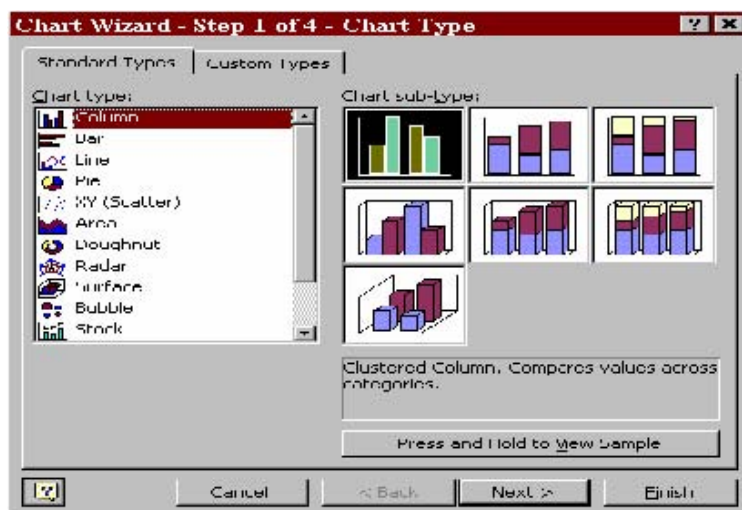 Chart Wizard - Step 1 of 4 - Chart Type
Standard Types
Custom Types
Chart type:
Column
Bar
Line
Pie
XY (Scatter)
Area
Doughnut
Radar
Surface
Bubble
Stock
Chart sub-type:
Clustered Column. Compares values across
categories.
Press and Hold to View Sample
Cancel
< Back
Next >
Finish